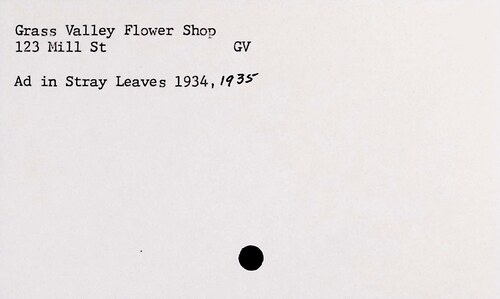 Grass Valley Flower Shop
123 Mill St GV
Ad in Stray Leaves 1934, 1935